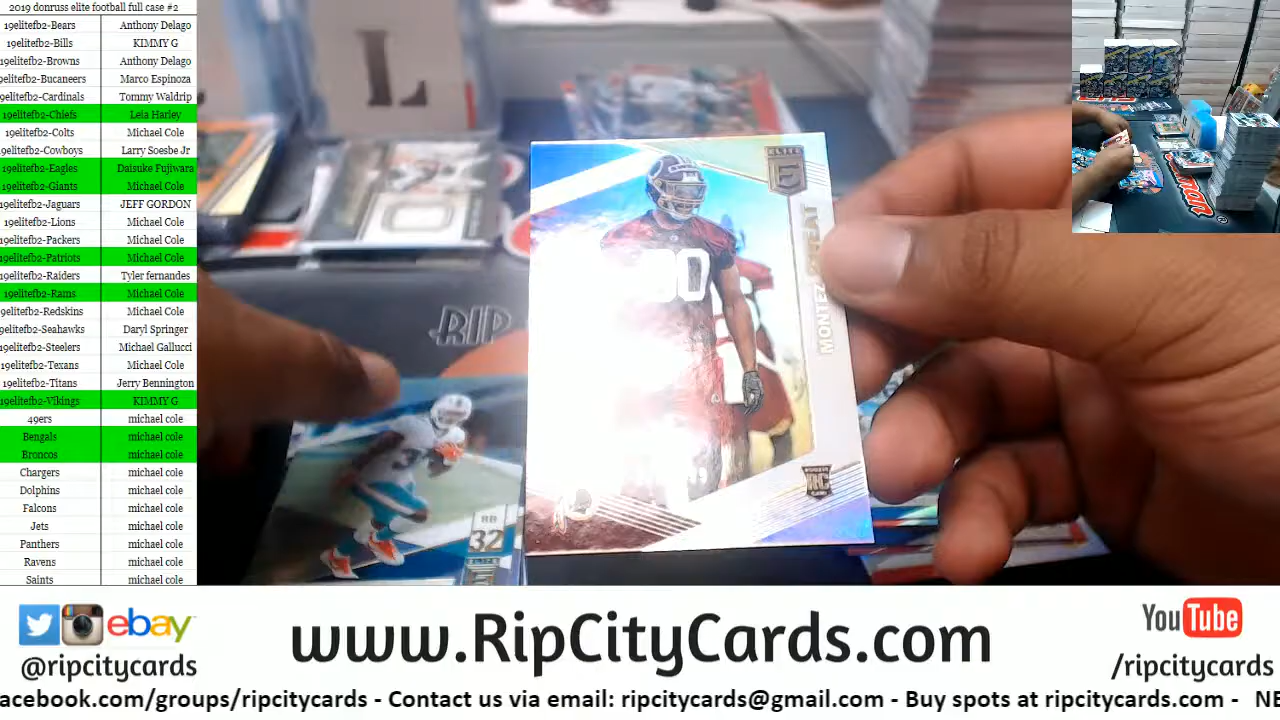 2019 donruss elite football full case #2
19elitefb2-Bears Anthony Delago
19elitefb2-Bills KIMMY G
19elitefb2-Browns Anthony Delago
9elitefb2-Bucaneers Marco Espinoza
9elitefb2-Cardinals Tommy Waldrip
19elitefb2-Chiefs Lela Harley
19elitefb2-Colts Michael Cole
19elitefb2-Cowboys Larry Soesbe Jr
19elitefb2-Eagles Daisuke Fujiwara
19elitefb2-Giants Michael Cole
19elitefb2-Jaguars JEFF GORDON
19elitefb2-Lions Michael Cole
19elitefb2-Packers Michael Cole
19elitefb2-Patriots Michael Cole
19elitefb2-Raiders Tyler fernandes
19elitefb2-Rams Michael Cole
19elitefb2-Redskins Michael Cole
9elitefb2-Seahawks Daryl Springer
19elitefb2-Steelers Michael Gallucci
19elitefb2-Texans Michael Cole
19elitefb2-Titans Jerry Bennington
19elitefb2-Vikings KIMMY G
49ers michael cole
Bengals michael cole
Broncos michael cole
Chargers michael cole
Dolphins michael cole
Falcons michael cole
Jets michael cole
Panthers michael cole
Ravens michael cole
Saints michael cole
L
RIP
ELITE
E
MONTE
RC
RB
32
ELITE
ebay
@ripcitycards
www.RipCityCards.com
YouTube
/ripcitycards
acebook.com/groups/ripcitycards - Contact us via email: ripcitycards@gmail.com - Buy spots at ripcitycards.com - NE